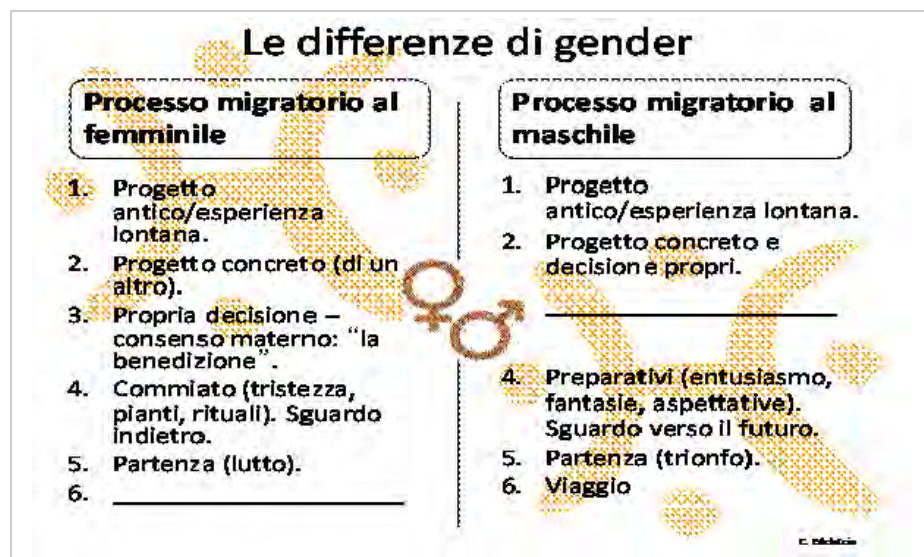 Le differenze di gender
Processo migratorio al
femminile
1. Progetto
antico/esperienza
lontana.
2. Progetto concreto (di un
altro).
3. Propria decisione –
consenso materno: “la
benedizione”.
4. Commiato (tristezza,
pianti, rituali). Sguardo
indietro.
5. Partenza (lutto).
6.
Processo migratorio al
maschile
1. Progetto
antico/esperienza lontana.
2. Progetto concreto e
decisione propri.
4. Preparativi (entusiasmo,
fantasie, aspettative).
Sguardo verso il futuro.
5. Partenza (trionfo).
6. Viaggio